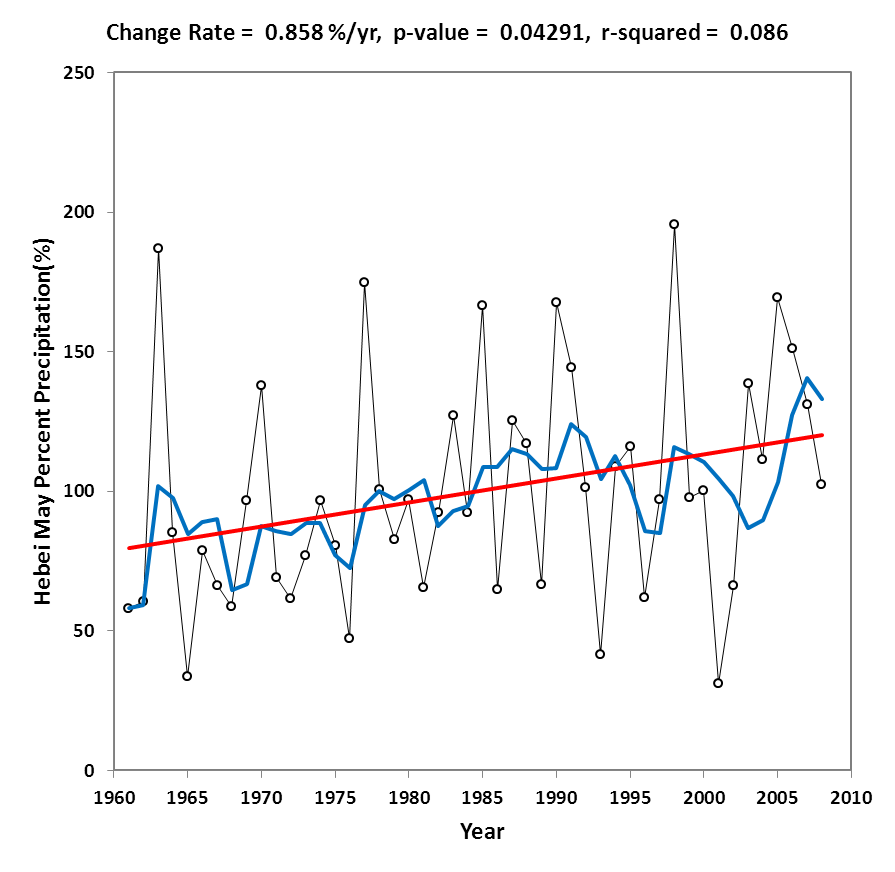 Change Rate = 0.858 %/yr, p-value = 0.04291, r-squared = 0.086
Hebei May Percent Precipitation(%)
250
200
150
100
50
0
1960 1965 1970 1975 1980 1985 1990 1995 2000 2005 2010
Year